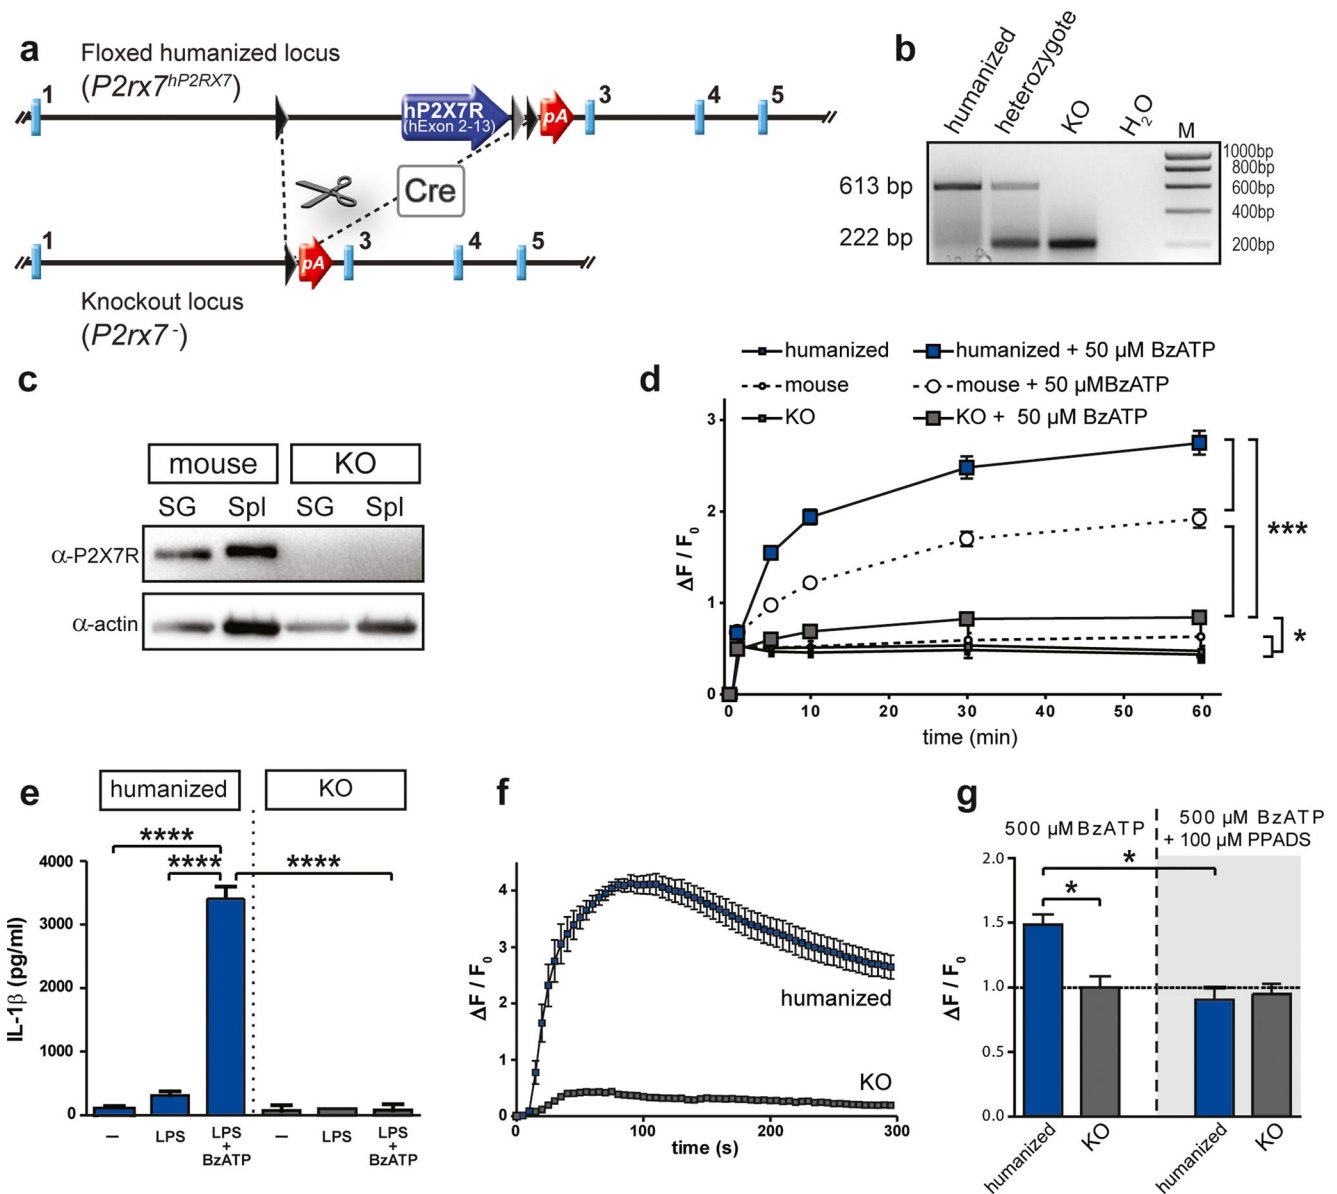 a
Floxed humanized locus
(P2rx7hP2RX7)
1
hP2X7R
(hExon 2-13)
pA
3
4
5
Cre
1
pA
3
4
5
Knockout locus
(P2rx7 -)
b
humanized
heterozygote
KO
H2O
M
613 bp
222 bp
1000bp
800bp
600bp
400bp
200bp
c
mouse KO
SG Spl SG Spl
α-P2X7R
α-actin
d
humanized
mouse
KO
humanized + 50 µM BzATP
mouse + 50 µMBzATP
KO + 50 µM BzATP
ΔF / F0
3
2
1
0
0 10 20 30 40 50 60
time (min)
***
*
e
humanized KO
****
**** ****
IL-1β (pg/ml)
4000
3000
2000
1000
0
– LPS LPS + BzATP – LPS LPS + BzATP
f
ΔF / F0
4
3
2
1
0
0 100 200 300
time (s)
humanized
KO
g
500 µMBzATP
500 µM BzATP
+ 100 µM PPADS
*
*
ΔF / F0
2.0
1.5
1.0
0.5
0.0
humanized KO humanized KO